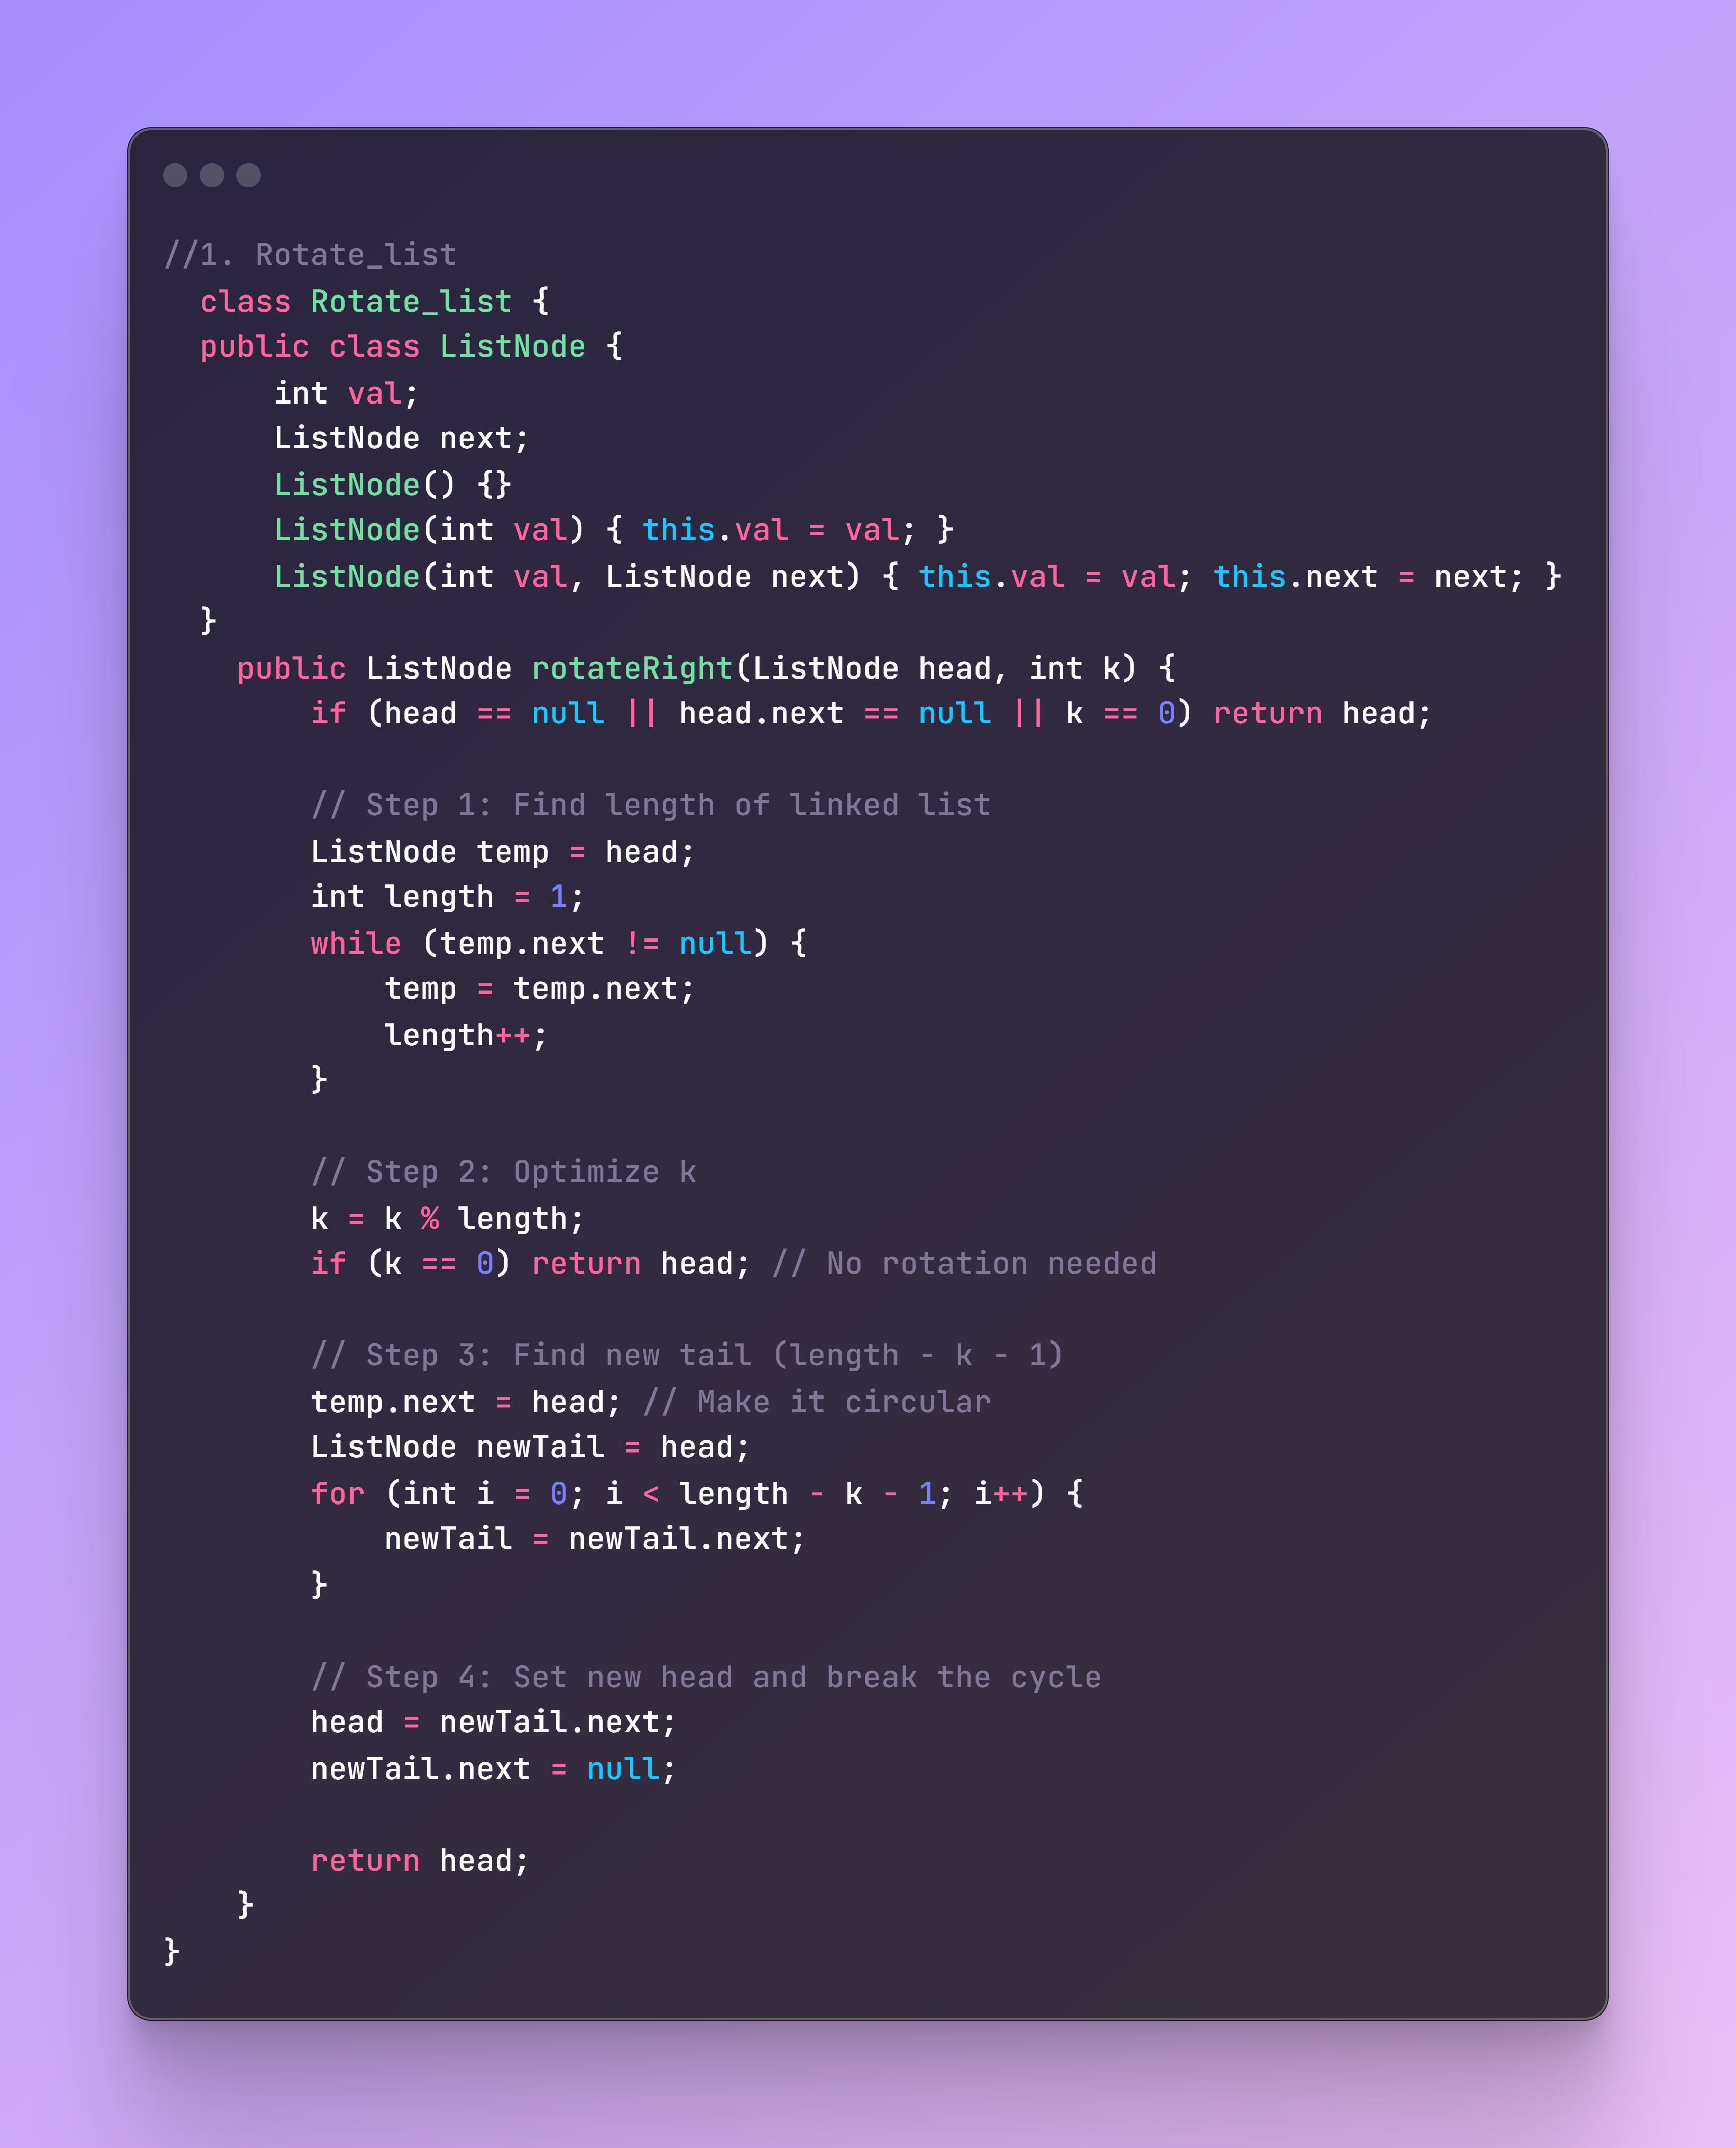 //1. Rotate_list
  class Rotate_list {
  public class ListNode {
      int val;
      ListNode next;
      ListNode() {}
      ListNode(int val) { this.val = val; }
      ListNode(int val, ListNode next) { this.val = val; this.next = next; }
  }
    public ListNode rotateRight(ListNode head, int k) {
        if (head == null || head.next == null || k == 0) return head;

        // Step 1: Find length of linked list
        ListNode temp = head;
        int length = 1;
        while (temp.next != null) {
            temp = temp.next;
            length++;
        }

        // Step 2: Optimize k
        k = k % length;
        if (k == 0) return head; // No rotation needed

        // Step 3: Find new tail (length - k - 1)
        temp.next = head; // Make it circular
        ListNode newTail = head;
        for (int i = 0; i < length - k - 1; i++) {
            newTail = newTail.next;
        }

        // Step 4: Set new head and break the cycle
        head = newTail.next;
        newTail.next = null;

        return head;
    }
}